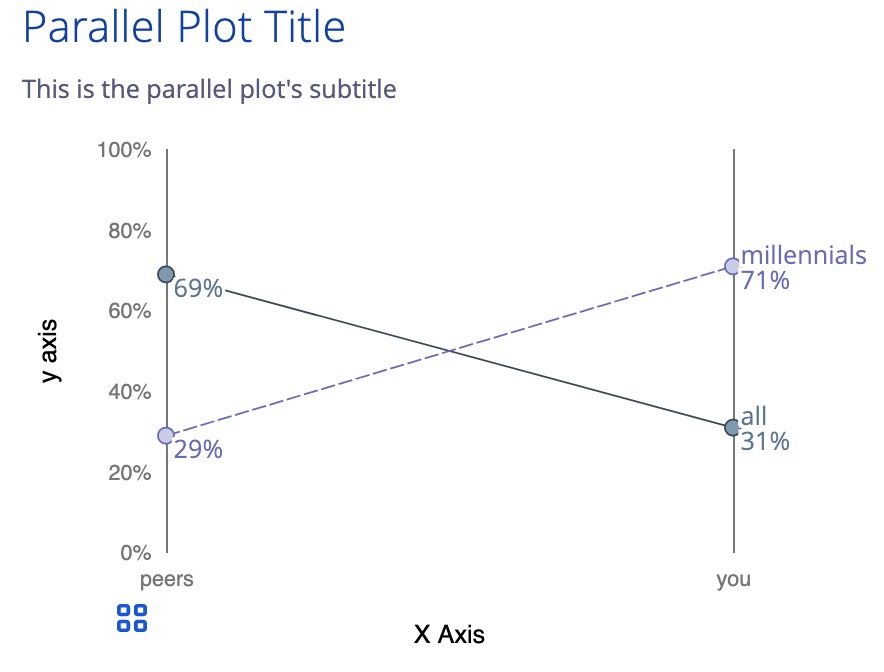 Parallel Plot Title
This is the parallel plot's subtitle
100%
80%
60%
40%
20%
0%
y axis
69%
29%
millennials
71%
all
31%
peers
you
X Axis